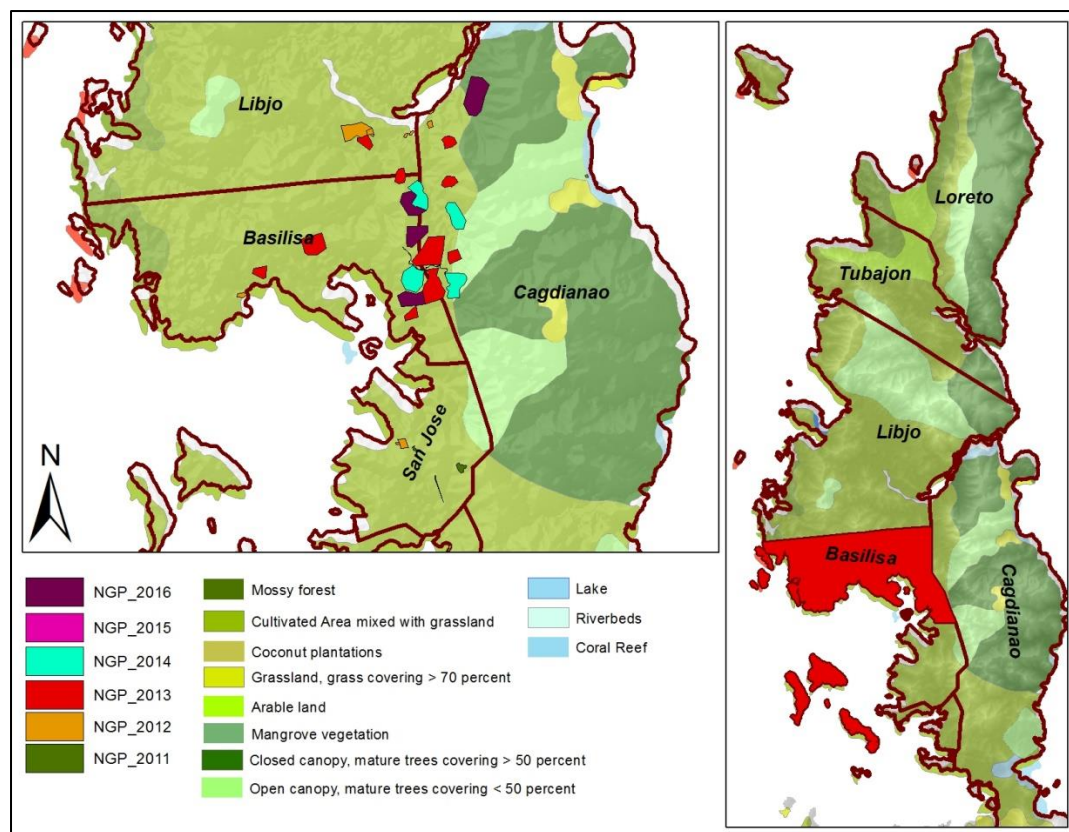 Libjo
Basilisa
Cagdianao
San Jose
N
Loreto
Tubajon
Libjo
Basilisa
Cagdianao
NGP_2016
NGP_2015
NGP_2014
NGP_2013
NGP_2012
NGP_2011
Mossy forest
Cultivated Area mixed with grassland
Coconut plantations
Grassland, grass covering > 70 percent
Arable land
Mangrove vegetation
Closed canopy, mature trees covering > 50 percent
Open canopy, mature trees covering < 50 percent
Lake
Riverbeds
Coral Reef